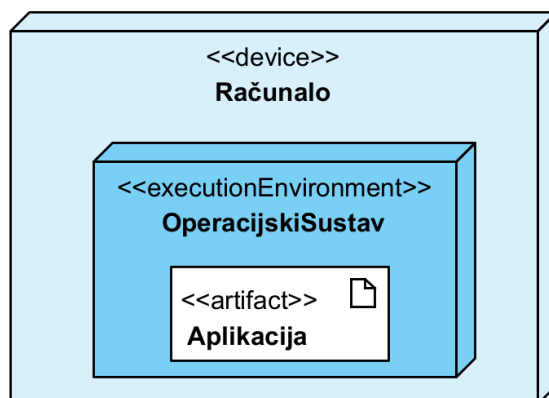 <<device>>
Računalo
<<executionEnvironment>>
OperacijskiSustav
<<artifact>>
Aplikacija